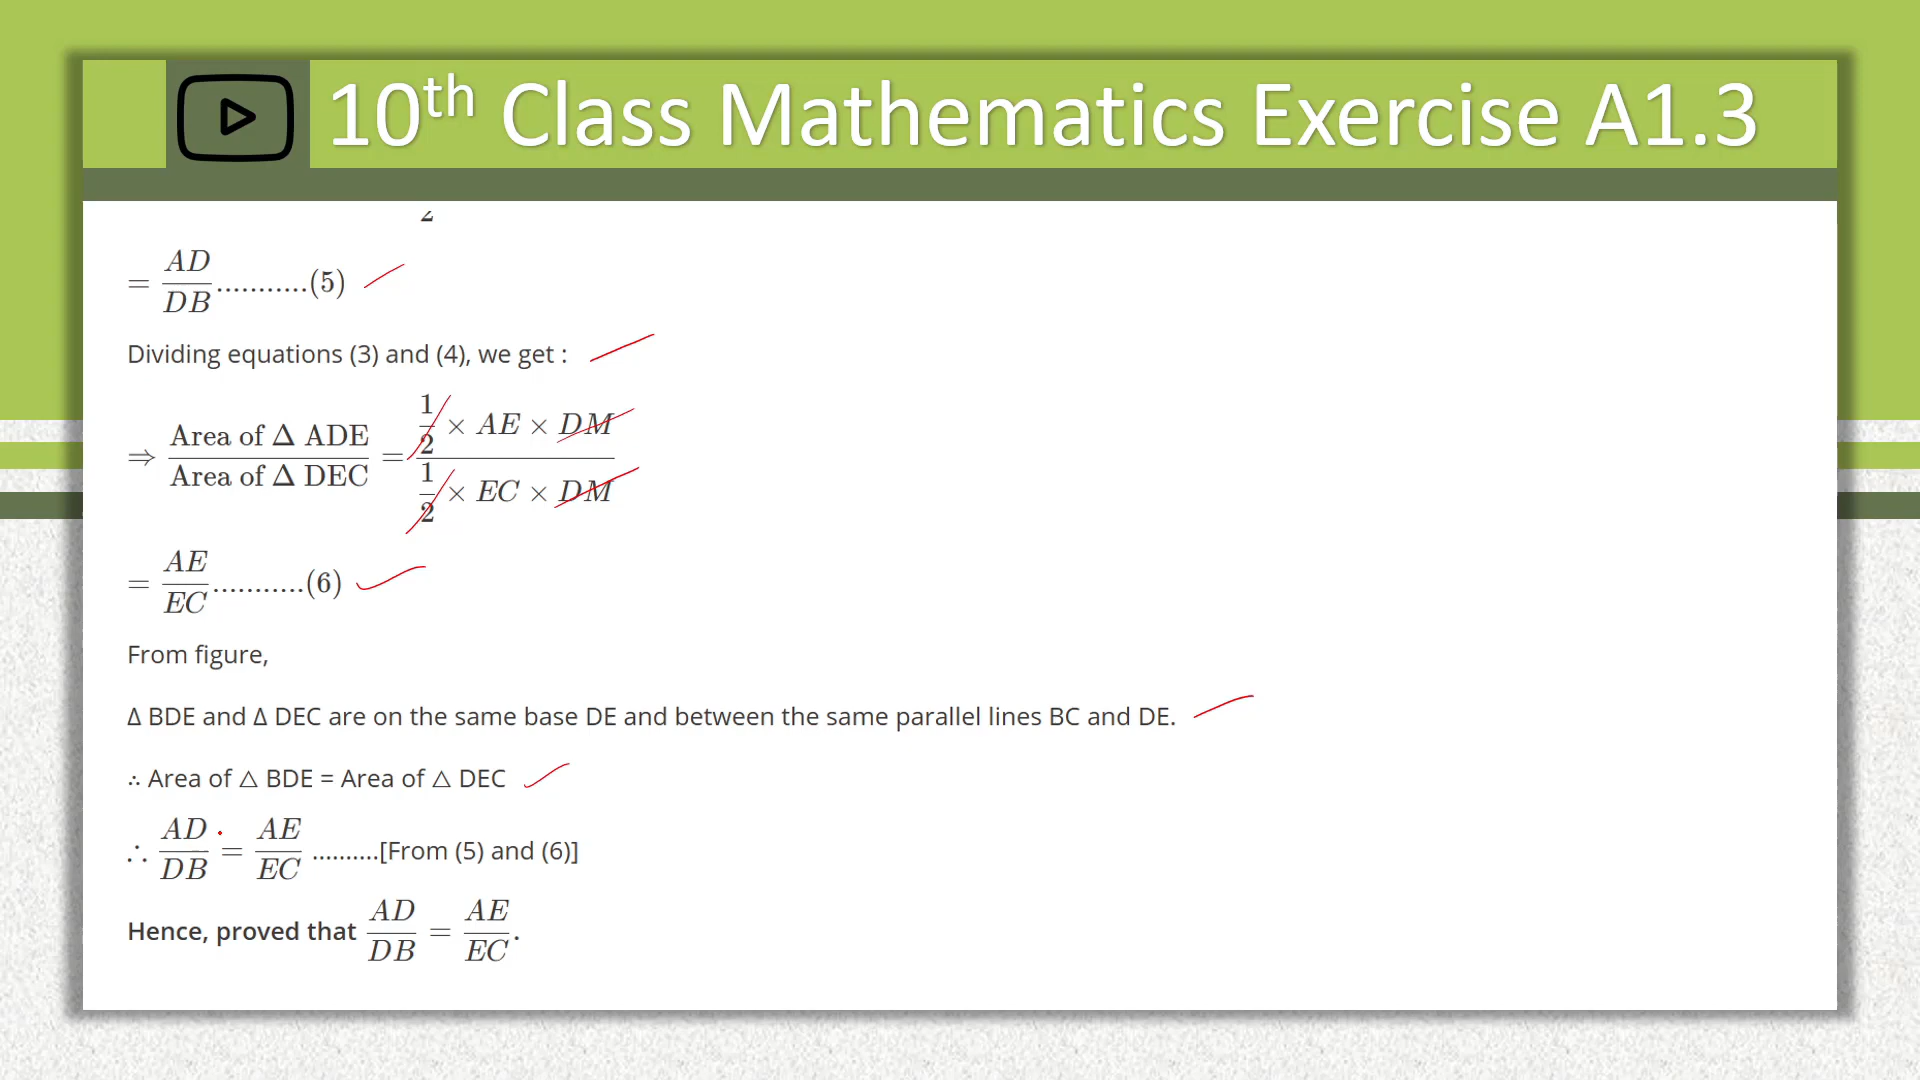 10th Class Mathematics Exercise A1.3
2
= AD/DB ...........(5)
Dividing equations (3) and (4), we get :
⇒ Area of Δ ADE / Area of Δ DEC = (1/2 × AE × DM) / (1/2 × EC × DM)
= AE/EC ...........(6)
From figure,
Δ BDE and Δ DEC are on the same base DE and between the same parallel lines BC and DE.
∴ Area of △ BDE = Area of △ DEC
∴ AD/DB = AE/EC ..........[From (5) and (6)]
Hence, proved that AD/DB = AE/EC.